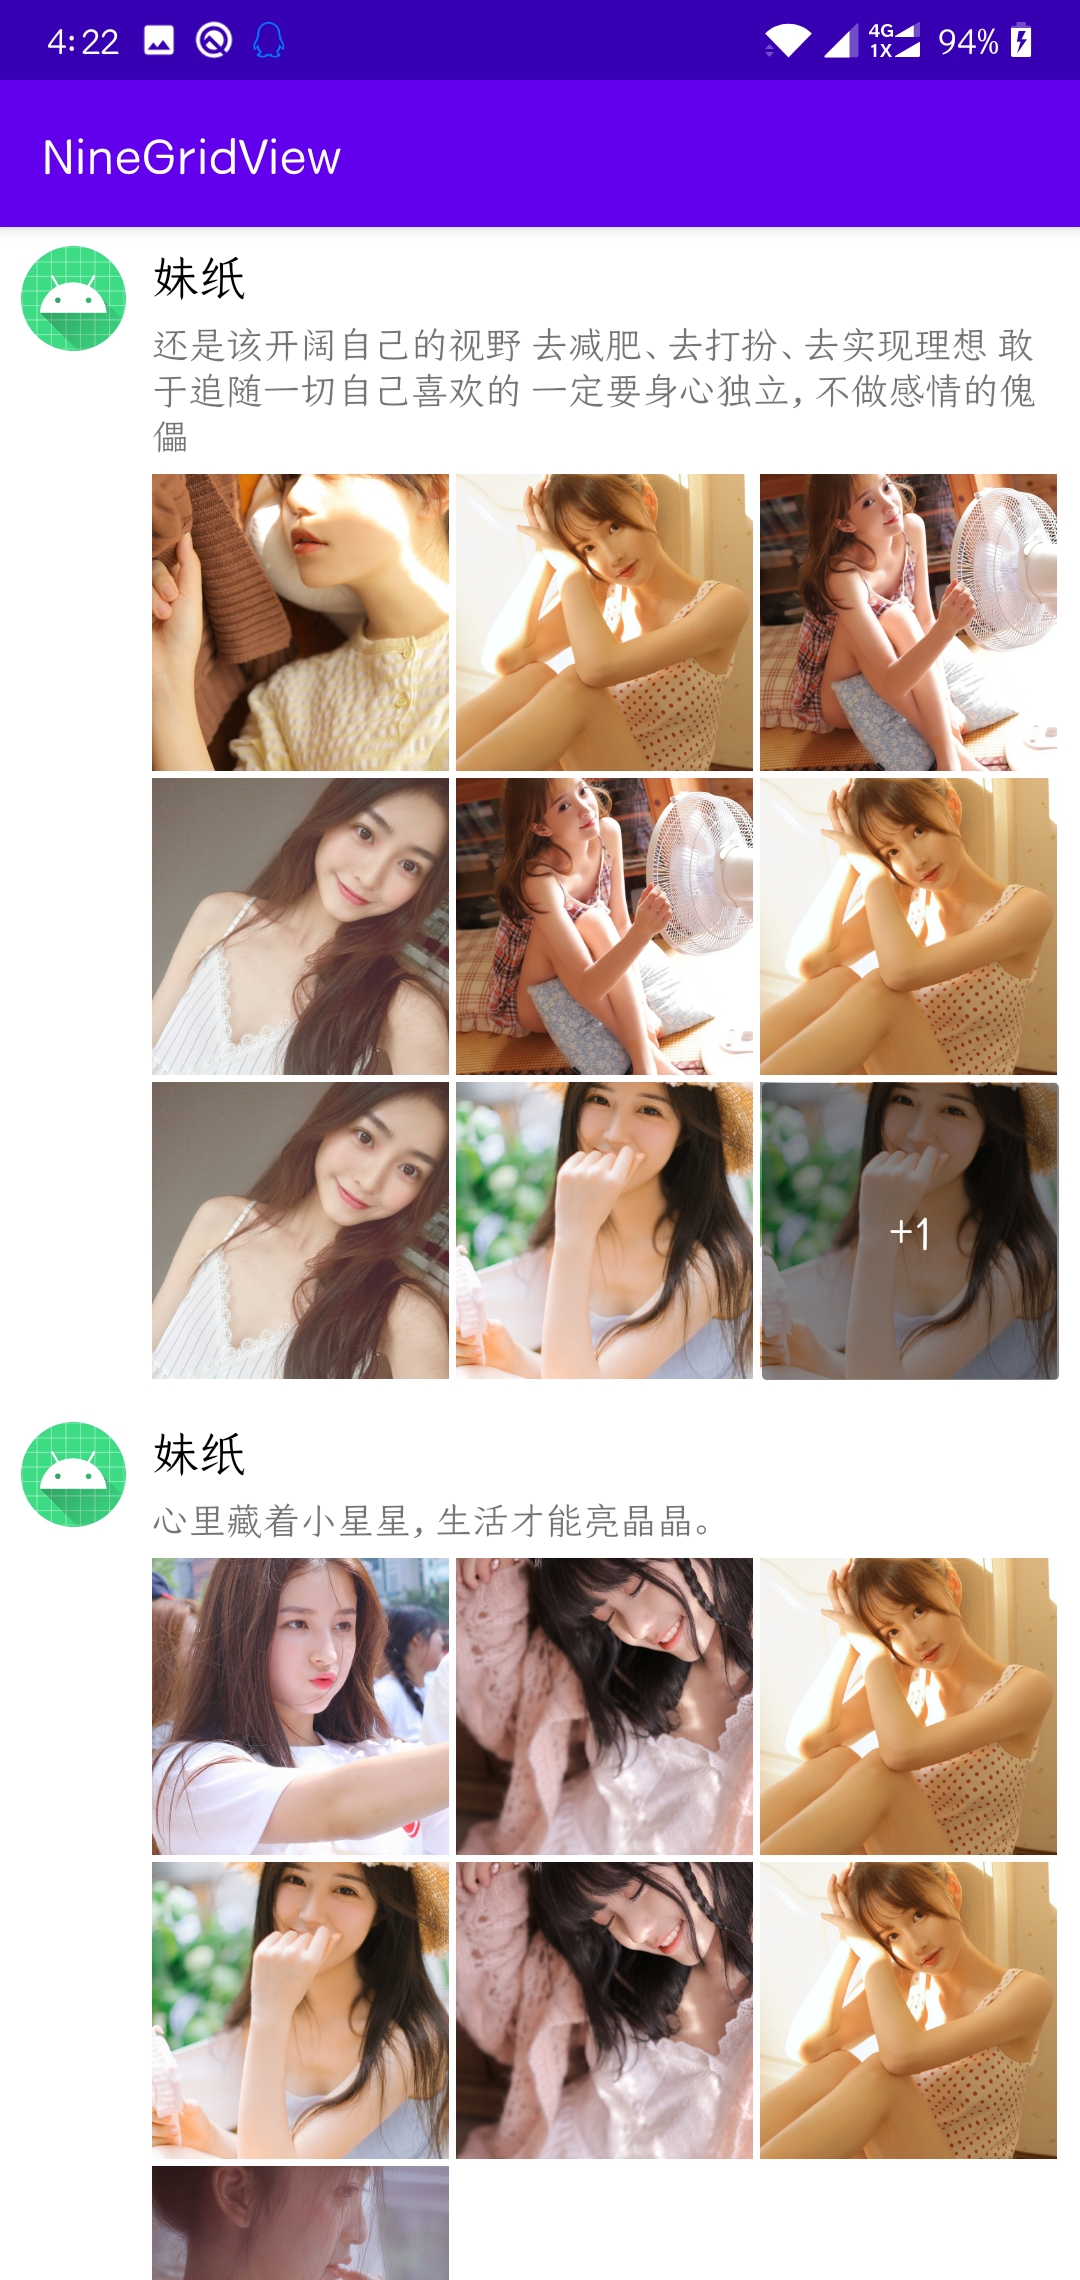 4:22
4G
1X
94%
NineGridView
妹纸
还是该开阔自己的视野 去减肥、去打扮、去实现理想 敢
于追随一切自己喜欢的 一定要身心独立，不做感情的傀
儡
+1
妹纸
心里藏着小星星，生活才能亮晶晶。